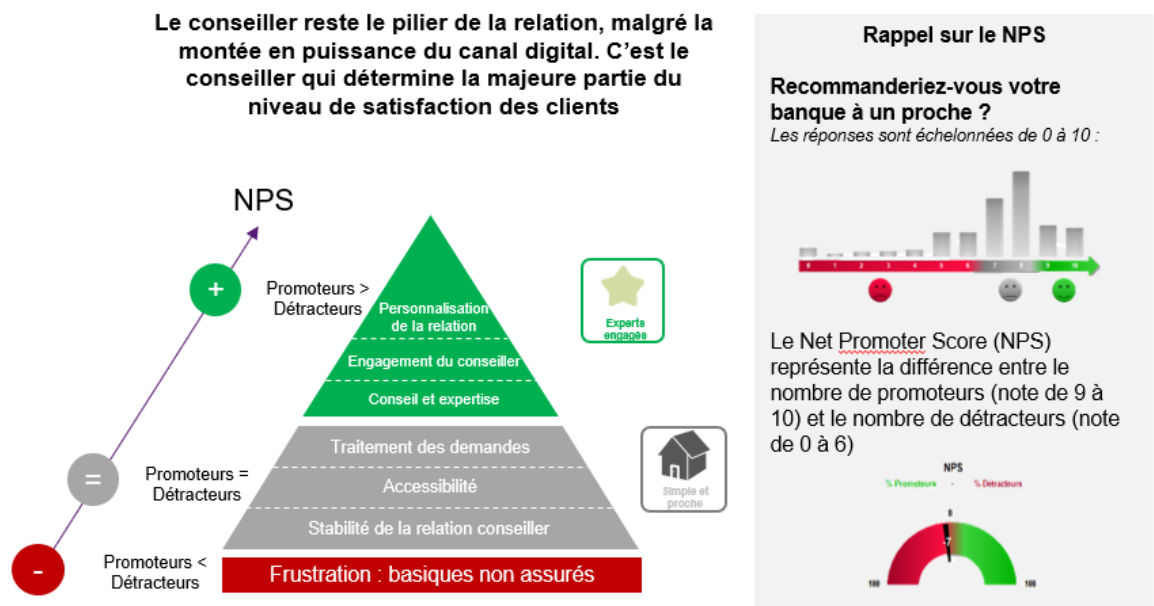 Le conseiller reste le pilier de la relation, malgré la
montée en puissance du canal digital. C'est le
conseiller qui détermine la majeure partie du
niveau de satisfaction des clients
NPS
+
Promoteurs >
Détracteurs
Personnalisation
de la relation
Engagement du conseiller
Conseil et expertise
Experts
engagés
=
Promoteurs =
Détracteurs
Traitement des demandes
Accessibilité
Stabilité de la relation conseiller
Simple et
proche
-
Promoteurs <
Détracteurs
Frustration : basiques non assurés
Rappel sur le NPS
Recommanderiez-vous votre
banque à un proche ?
Les réponses sont échelonnées de 0 à 10 :
0 1 2 3 4 5 6 7 8 9 10
Le Net Promoter Score (NPS)
représente la différence entre le
nombre de promoteurs (note de 9 à
10) et le nombre de détracteurs (note
de 0 à 6)
NPS
% Promoteurs - % Détracteurs
0
-7
100 100